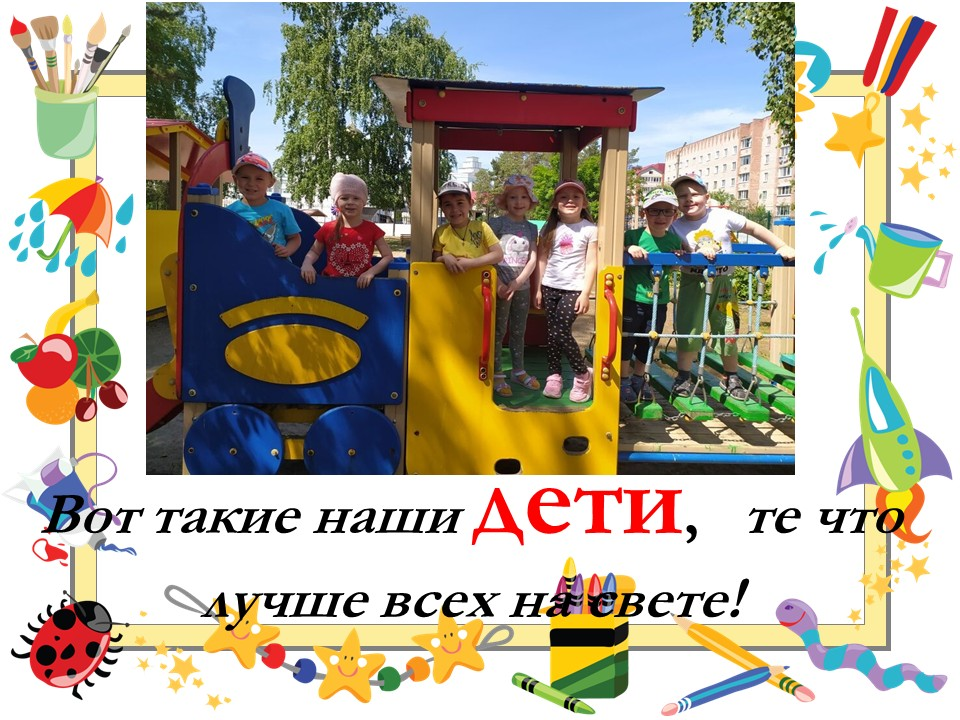 Вот такие наши дети, те что
лучше всех на свете!